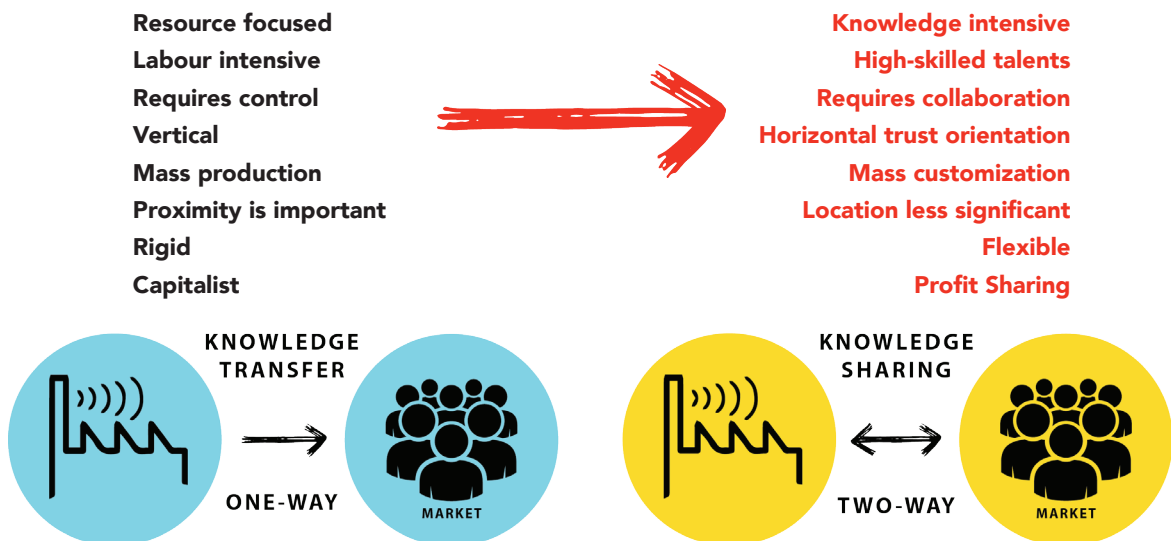 Resource focused
Labour intensive
Requires control
Vertical
Mass production
Proximity is important
Rigid
Capitalist
Knowledge intensive
High-skilled talents
Requires collaboration
Horizontal trust orientation
Mass customization
Location less significant
Flexible
Profit Sharing
KNOWLEDGE
TRANSFER
ONE-WAY
MARKET
KNOWLEDGE
SHARING
TWO-WAY
MARKET